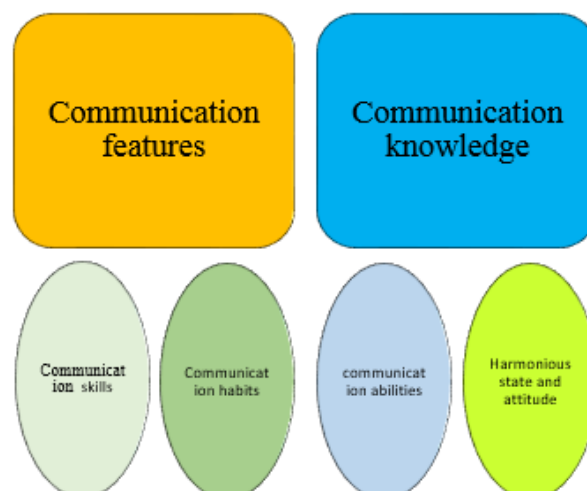 Communication
features
Communication
knowledge
Communicat
ion skills
Communicat
ion habits
communicat
ion abilities
Harmonious
state and
attitude